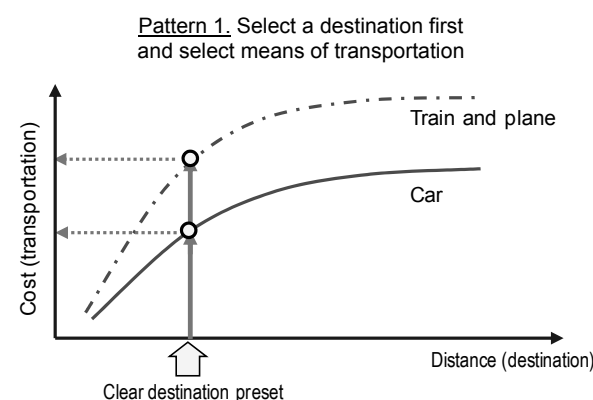 Pattern 1. Select a destination first
and select means of transportation
Cost (transportation)
Train and plane
Car
Distance (destination)
Clear destination preset